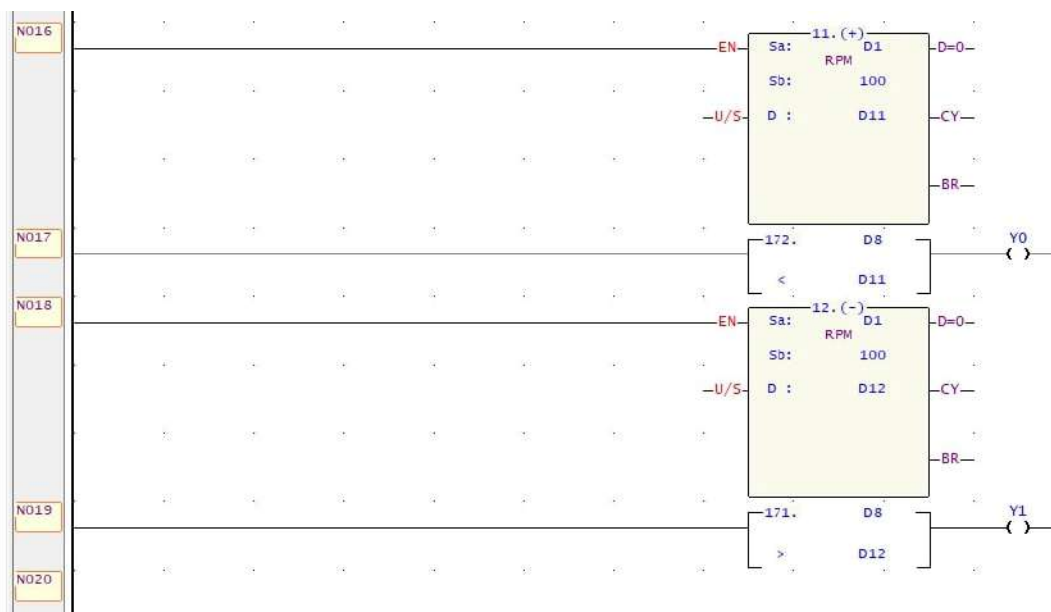 N016
11.(+)
EN Sa: D1 D=0
RPM
Sb: 100
U/S D : D11 CY
BR
N017
172. D8 Y0
< D11
N018
12.(-)
EN Sa: D1 D=0
RPM
Sb: 100
U/S D : D12 CY
BR
N019
171. D8 Y1
> D12
N020